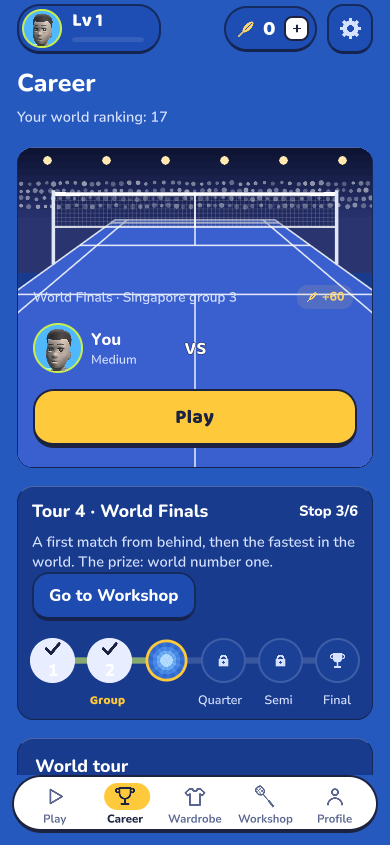 Lv 1
0
+
Career
Your world ranking: 17
World Finals · Singapore group 3
+60
You
Medium
VS
Play
Tour 4 · World Finals
Stop 3/6
A first match from behind, then the fastest in the
world. The prize: world number one.
Go to Workshop
1
2
Group
Quarter
Semi
Final
World tour
Play
Career
Wardrobe
Workshop
Profile